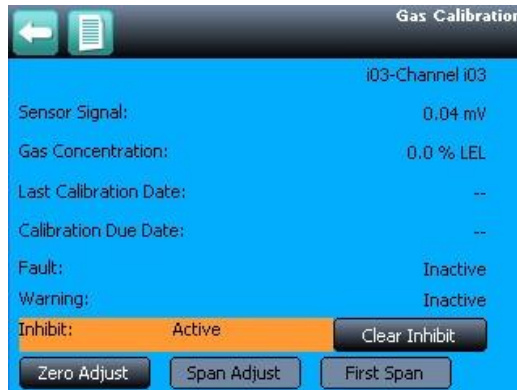 Gas Calibration
i03-Channel i03
Sensor Signal: 0.04 mV
Gas Concentration: 0.0 % LEL
Last Calibration Date: --
Calibration Due Date: --
Fault: Inactive
Warning: Inactive
Inhibit: Active Clear Inhibit
Zero Adjust Span Adjust First Span